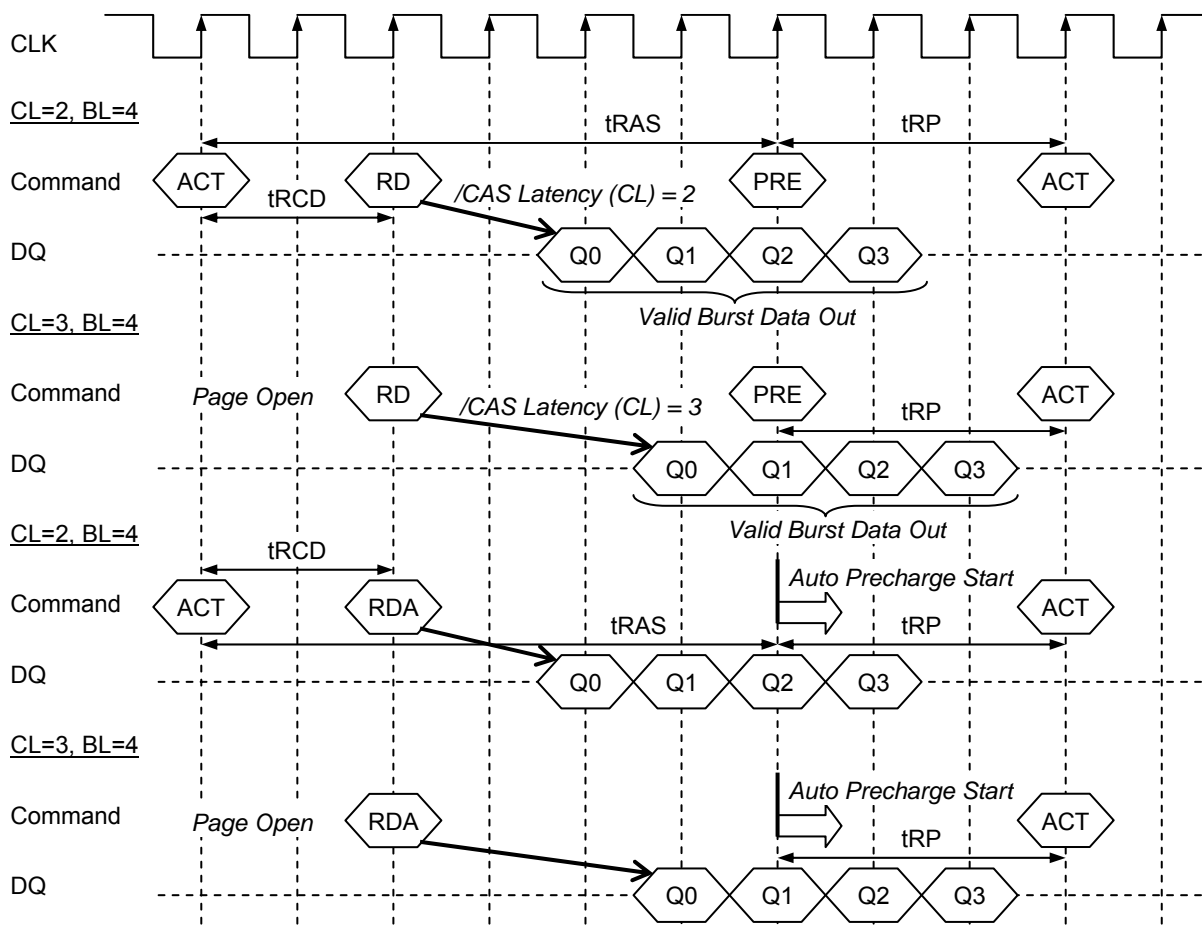 CLK
CL=2, BL=4
tRAS tRP
Command ACT RD PRE ACT
tRCD /CAS Latency (CL) = 2
DQ Q0 Q1 Q2 Q3
Valid Burst Data Out
CL=3, BL=4
Command Page Open RD PRE ACT
/CAS Latency (CL) = 3 tRP
DQ Q0 Q1 Q2 Q3
Valid Burst Data Out
CL=2, BL=4
tRCD
Auto Precharge Start
Command ACT RDA ACT
tRAS tRP
DQ Q0 Q1 Q2 Q3
CL=3, BL=4
Auto Precharge Start
Command Page Open RDA ACT
tRP
DQ Q0 Q1 Q2 Q3